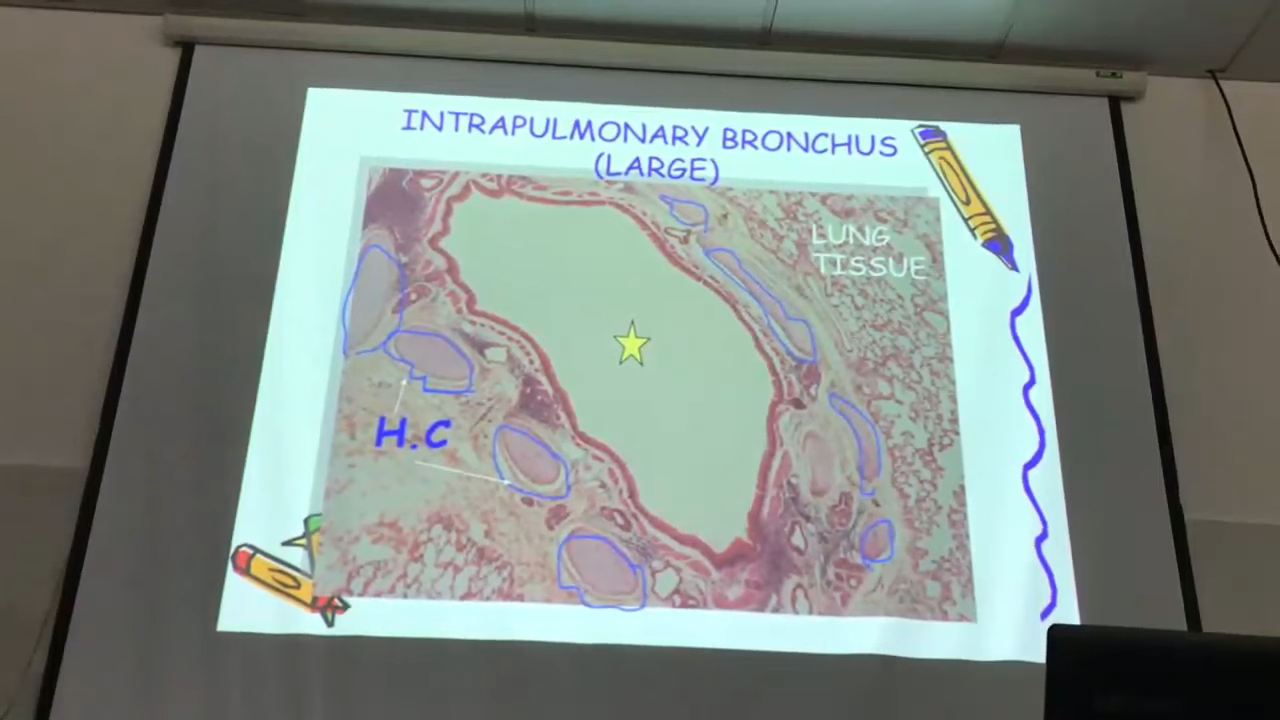 INTRAPULMONARY BRONCHUS
(LARGE)
LUNG
TISSUE
H.C